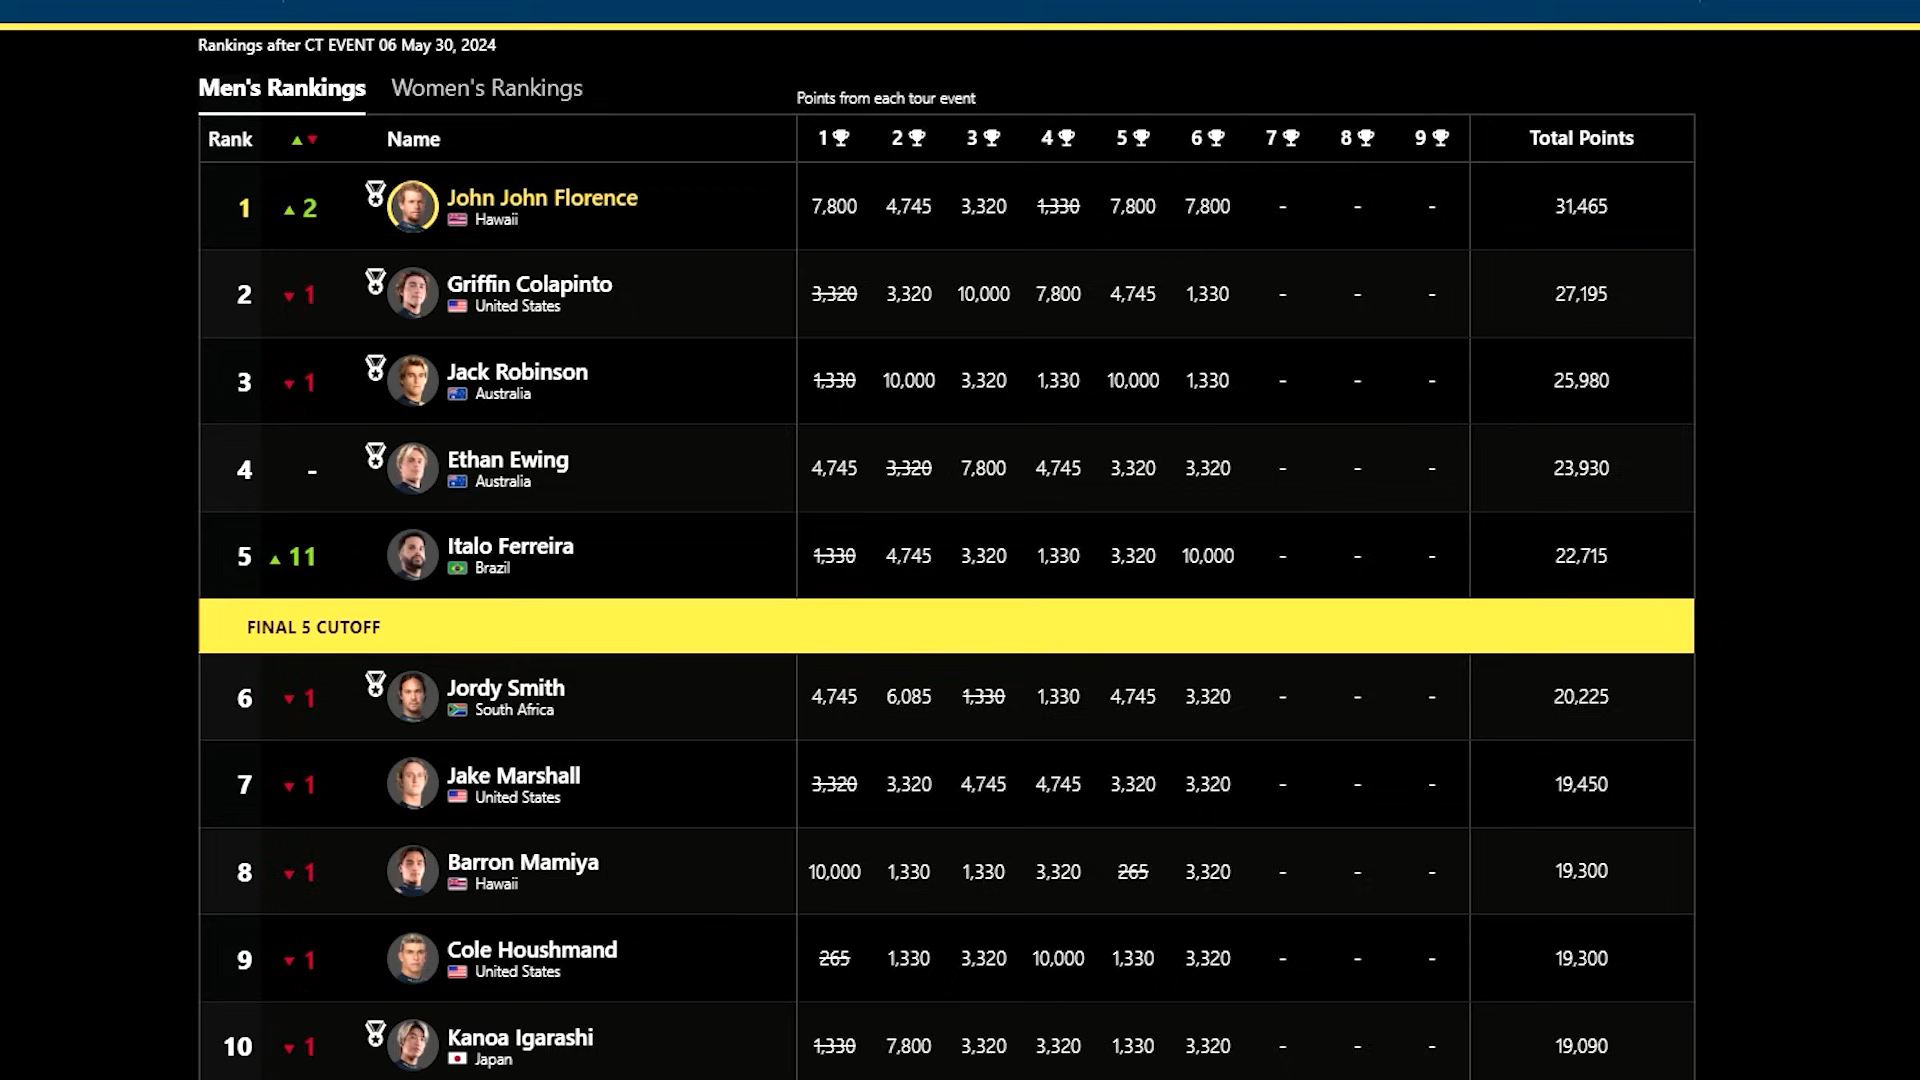 Rankings after CT EVENT 06 May 30, 2024
Men's Rankings Women's Rankings
Points from each tour event
Rank Name 1 2 3 4 5 6 7 8 9 Total Points
1 2 John John Florence Hawaii 7,800 4,745 3,320 1,330 7,800 7,800 - - - 31,465
2 1 Griffin Colapinto United States 3,320 3,320 10,000 7,800 4,745 1,330 - - - 27,195
3 1 Jack Robinson Australia 1,330 10,000 3,320 1,330 10,000 1,330 - - - 25,980
4 - Ethan Ewing Australia 4,745 3,320 7,800 4,745 3,320 3,320 - - - 23,930
5 11 Italo Ferreira Brazil 1,330 4,745 3,320 1,330 3,320 10,000 - - - 22,715
FINAL 5 CUTOFF
6 1 Jordy Smith South Africa 4,745 6,085 1,330 1,330 4,745 3,320 - - - 20,225
7 1 Jake Marshall United States 3,320 3,320 4,745 4,745 3,320 3,320 - - - 19,450
8 1 Barron Mamiya Hawaii 10,000 1,330 1,330 3,320 265 3,320 - - - 19,300
9 1 Cole Houshmand United States 265 1,330 3,320 10,000 1,330 3,320 - - - 19,300
10 1 Kanoa Igarashi Japan 1,330 7,800 3,320 3,320 1,330 3,320 - - - 19,090